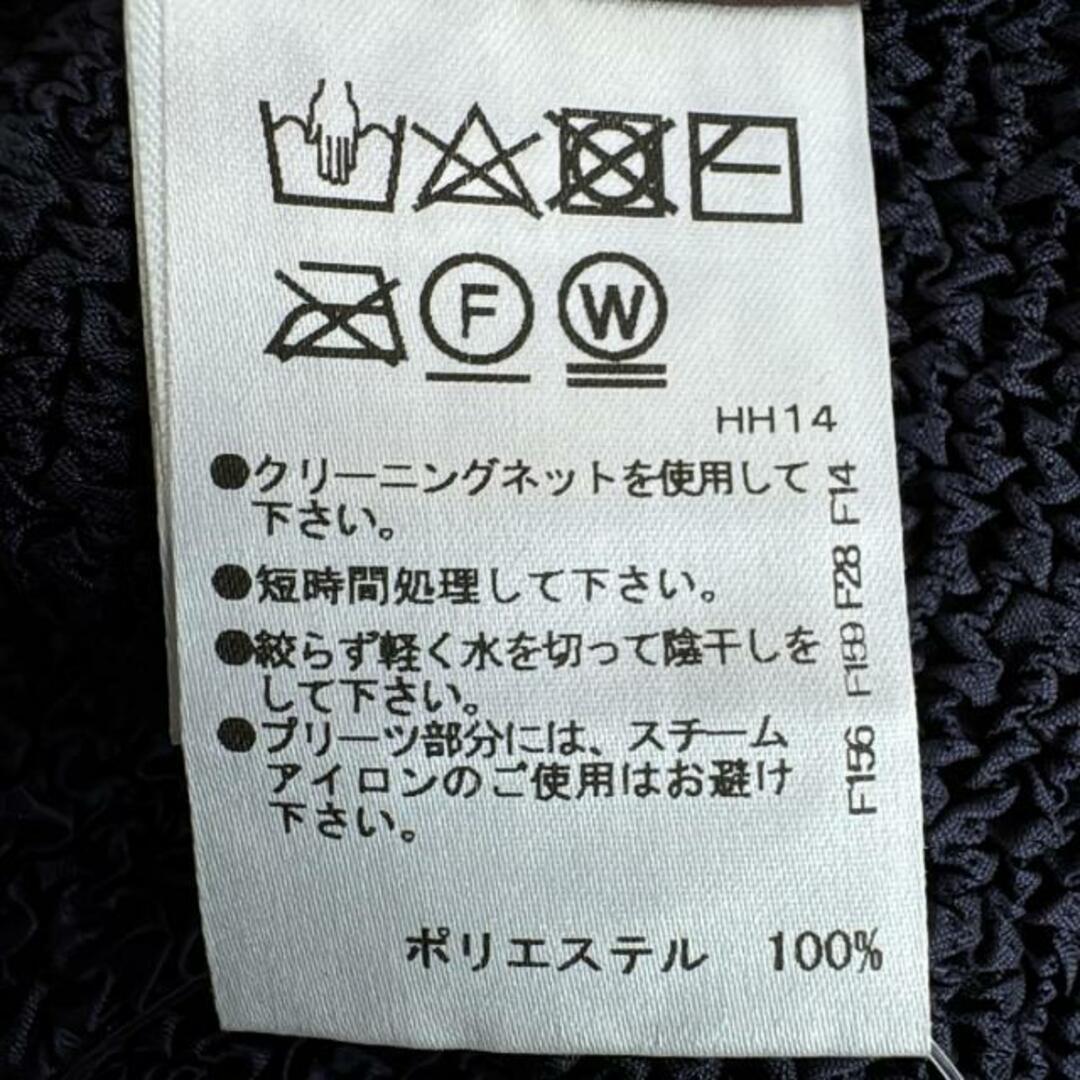 F
W
HH14
●クリーニングネットを使用して
下さい。
●短時間処理して下さい。
●絞らず軽く水を切って陰干しを
して下さい。
●プリーツ部分には、スチーム
アイロンのご使用はお避け
下さい。
F156 F159 F28 F14
ポリエステル 100%